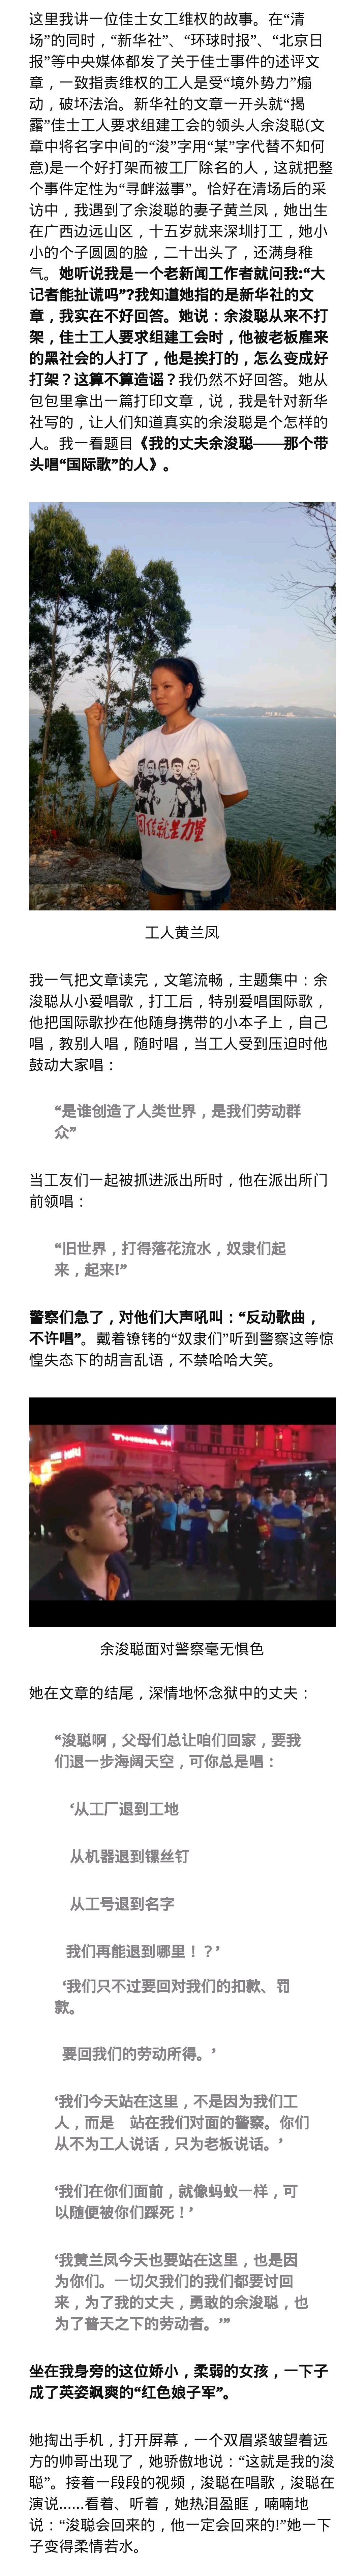 这里我讲一位佳士女工维权的故事。在“清
场”的同时，“新华社”、“环球时报”、“北京日
报”等中央媒体都发了关于佳士事件的述评文
章，一致指责维权的工人是受“境外势力”煽
动，破坏法治。新华社的文章一开头就“揭
露”佳士工人要求组建工会的领头人余浚聪(文
章中将名字中间的“浚”字用“某”字代替不知何
意)是一个好打架而被工厂除名的人，这就把整
个事件定性为“寻衅滋事”。恰好在清场后的采
访中，我遇到了余浚聪的妻子黄兰凤，她出生
在广西边远山区，十五岁就来深圳打工，她小
小的个子圆圆的脸，二十出头了，还满身稚
气。她听说我是一个老新闻工作者就问我:“大
记者能扯谎吗”?我知道她指的是新华社的文
章，我实在不好回答。她说：余浚聪从来不打
架，佳士工人要求组建工会时，他被老板雇来
的黑社会的人打了，他是挨打的，怎么变成好
打架？这算不算造谣？我仍然不好回答。她从
包包里拿出一篇打印文章，说，我是针对新华
社写的，让人们知道真实的余浚聪是个怎样的
人。我一看题目《我的丈夫余浚聪——那个带
头唱“国际歌”的人》。
团结就是力量
工人黄兰凤
我一气把文章读完，文笔流畅，主题集中：余
浚聪从小爱唱歌，打工后，特别爱唱国际歌，
他把国际歌抄在他随身携带的小本子上，自己
唱，教别人唱，随时唱，当工人受到压迫时他
鼓动大家唱：
“是谁创造了人类世界，是我们劳动群
众”
当工友们一起被抓进派出所时，他在派出所门
前领唱：
“旧世界，打得落花流水，奴隶们起
来，起来!”
警察们急了，对他们大声吼叫：“反动歌曲，
不许唱”。戴着镣铐的“奴隶们”听到警察这等惊
惶失态下的胡言乱语，不禁哈哈大笑。
余浚聪面对警察毫无惧色
她在文章的结尾，深情地怀念狱中的丈夫：
“浚聪啊，父母们总让咱们回家，要我
们退一步海阔天空，可你总是唱：
‘从工厂退到工地
从机器退到镙丝钉
从工号退到名字
我们再能退到哪里！？’
‘我们只不过要回对我们的扣款、罚
款。
要回我们的劳动所得。’
‘我们今天站在这里，不是因为我们工
人，而是 站在我们对面的警察。你们
从不为工人说话，只为老板说话。’
‘我们在你们面前，就像蚂蚁一样，可
以随便被你们踩死！’
‘我黄兰凤今天也要站在这里，也是因
为你们。一切欠我们的我们都要讨回
来，为了我的丈夫，勇敢的余浚聪，也
为了普天之下的劳动者。’”
坐在我身旁的这位娇小，柔弱的女孩，一下子
成了英姿飒爽的“红色娘子军”。
她掏出手机，打开屏幕，一个双眉紧皱望着远
方的帅哥出现了，她骄傲地说：“这就是我的浚
聪”。接着一段段的视频，浚聪在唱歌，浚聪在
演说......看着、听着，她热泪盈眶，喃喃地
说：“浚聪会回来的，他一定会回来的!”她一下
子变得柔情若水。